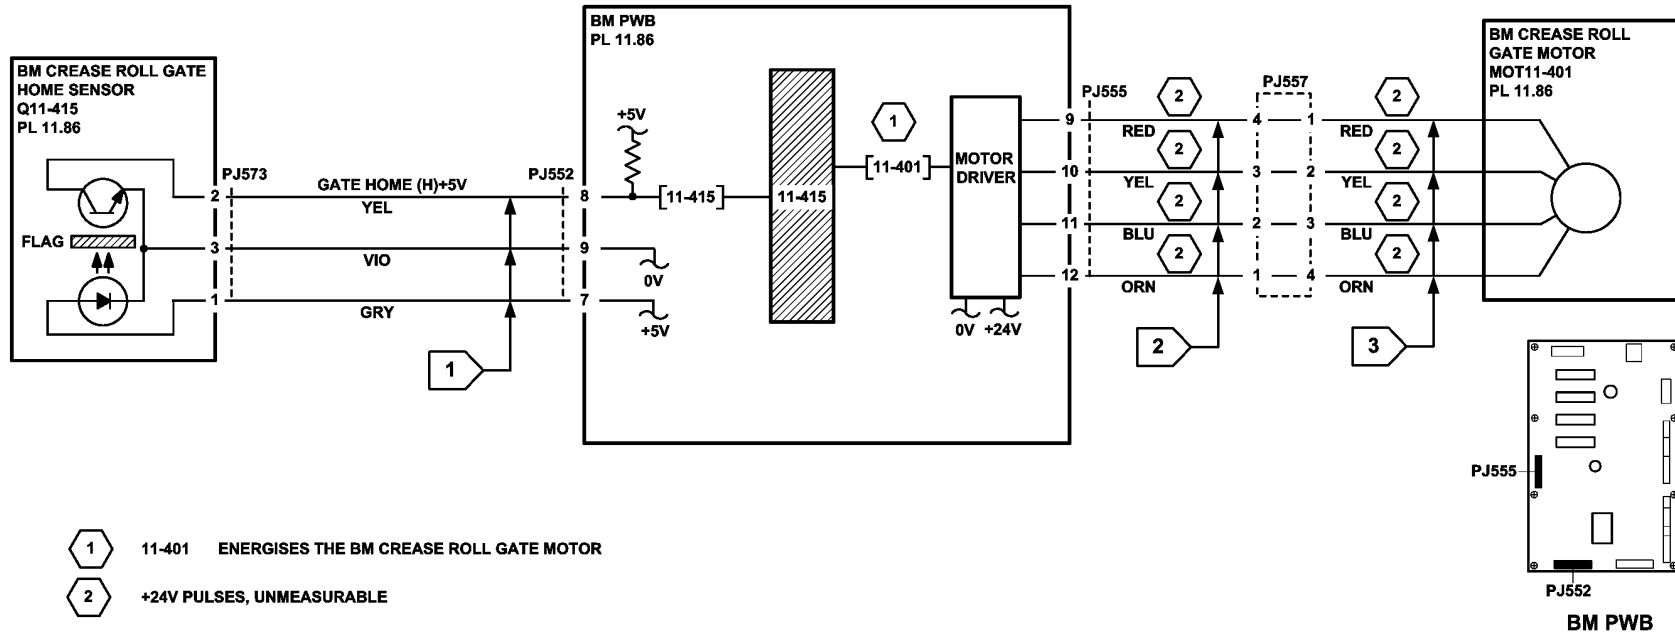 BM CREASE ROLL GATE
HOME SENSOR
Q11-415
PL 11.86
FLAG
2
3
1
PJ573
GATE HOME (H)+5V
YEL
VIO
GRY
1
PJ552
8
9
7
BM PWB
PL 11.86
+5V
11-415
0V
+5V
11-415
1
11-401
MOTOR
DRIVER
0V +24V
9
10
11
12
PJ555
2
RED
2
YEL
2
BLU
2
ORN
2
PJ557
4 1
3 2
2 3
1 4
2
RED
2
YEL
2
BLU
2
ORN
3
BM CREASE ROLL
GATE MOTOR
MOT11-401
PL 11.86
PJ555
PJ552
BM PWB
1 11-401 ENERGISES THE BM CREASE ROLL GATE MOTOR
2 +24V PULSES, UNMEASURABLE